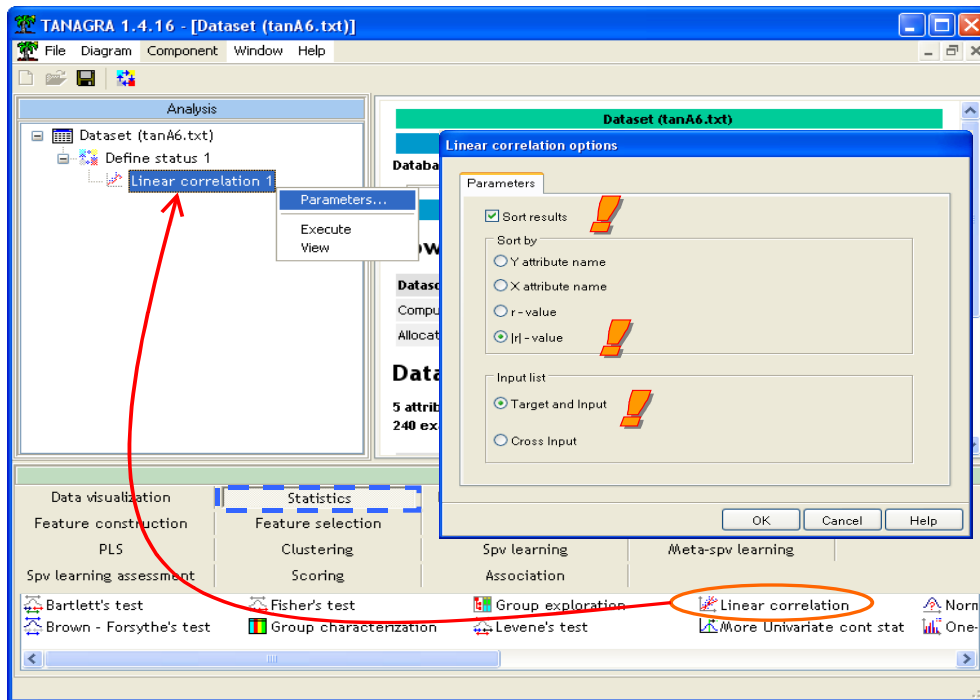 TANAGRA 1.4.16 - [Dataset (tanA6.txt)]
File Diagram Component Window Help
Analysis
Dataset (tanA6.txt)
Define status 1
Linear correlation 1
Parameters...
Execute
View
Dataset (tanA6.txt)
Databa
ow
Datasc
Compu
Allocat
Data
5 attrib
240 exa
Linear correlation options
Parameters
Sort results
Sort by
Y attribute name
X attribute name
r - value
|r| - value
Input list
Target and Input
Cross Input
OK Cancel Help
Data visualization Statistics
Feature construction Feature selection
PLS Clustering Spv learning Meta-spv learning
Spv learning assessment Scoring Association
Bartlett's test Fisher's test Group exploration Linear correlation Norn
Brown - Forsythe's test Group characterization Levene's test More Univariate cont stat One-